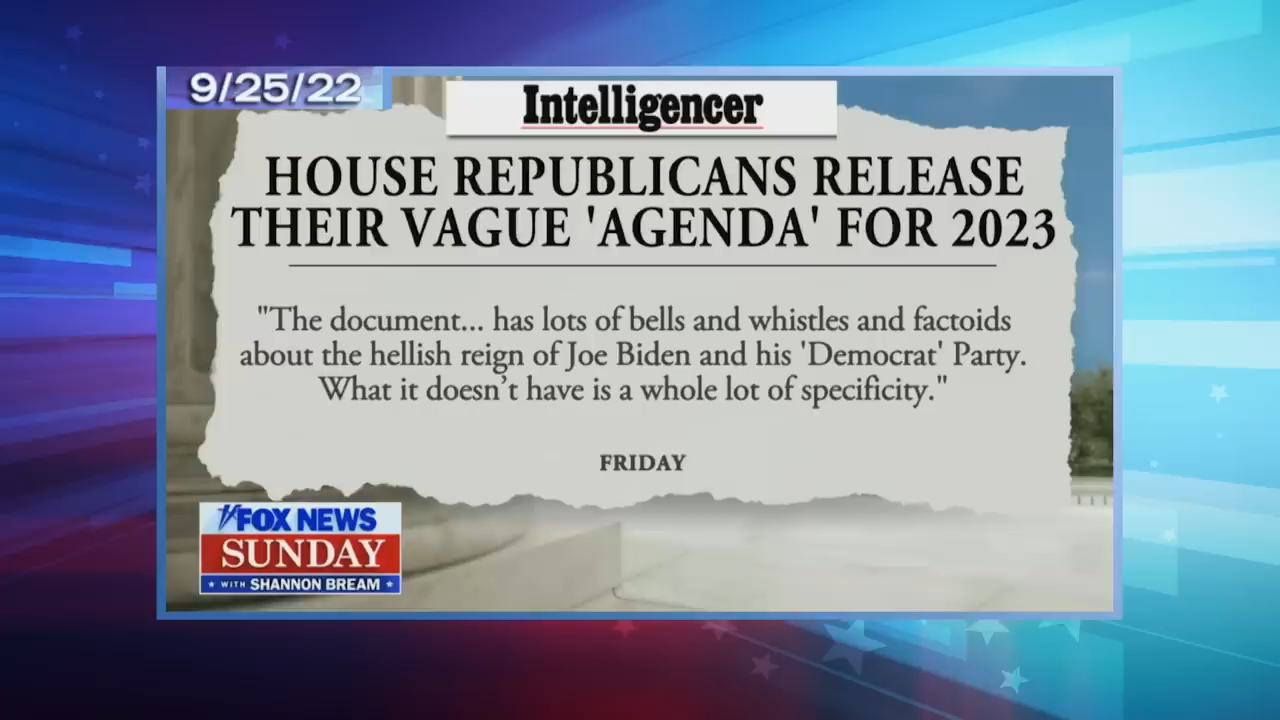 9/25/22
Intelligencer
HOUSE REPUBLICANS RELEASE
THEIR VAGUE 'AGENDA' FOR 2023
"The document... has lots of bells and whistles and factoids
about the hellish reign of Joe Biden and his 'Democrat' Party.
What it doesn't have is a whole lot of specificity."
FRIDAY
FOX NEWS
SUNDAY
WITH SHANNON BREAM